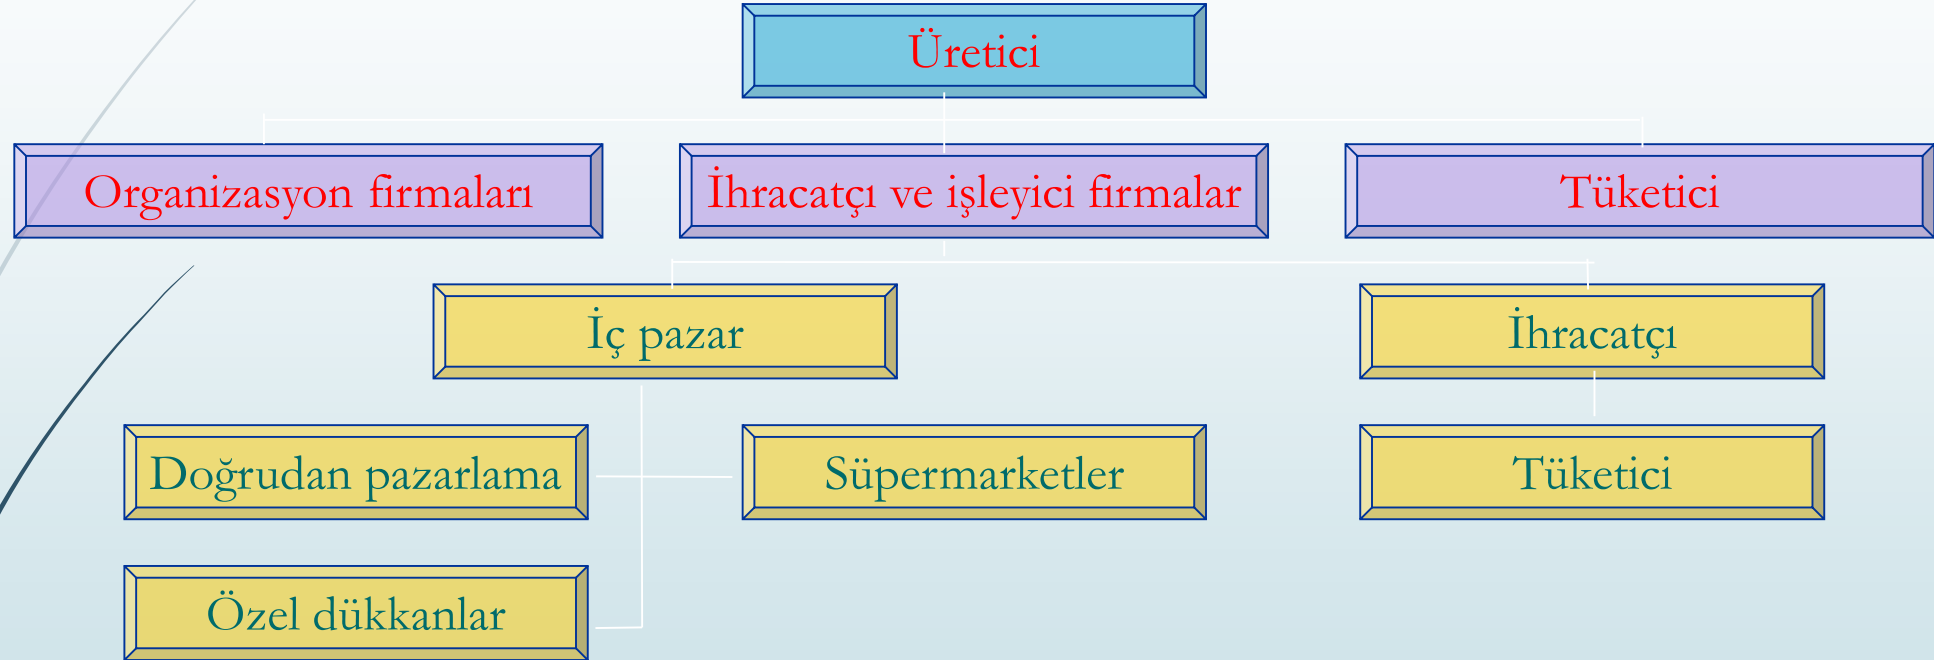 Üretici
Organizasyon firmaları
İhracatçı ve işleyici firmalar
Tüketici
İç pazar
İhracatçı
Doğrudan pazarlama
Süpermarketler
Tüketici
Özel dükkanlar